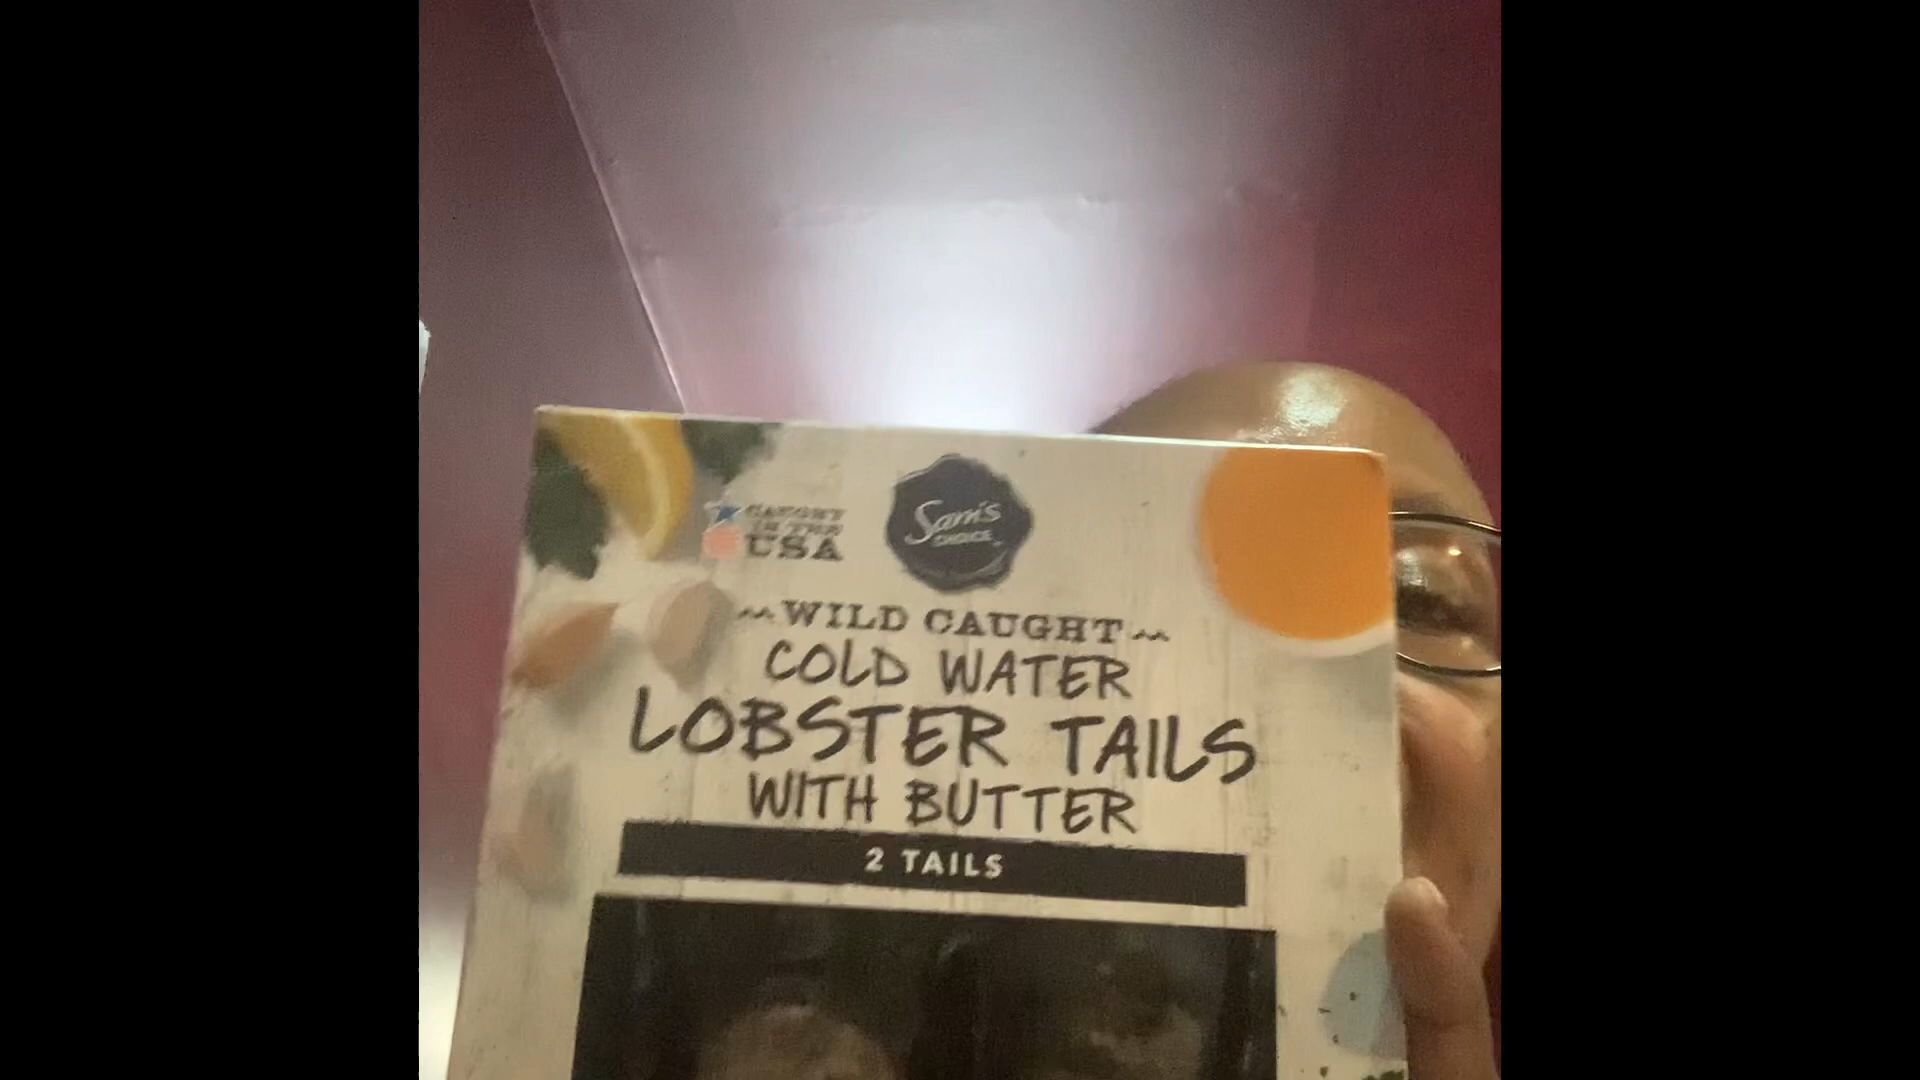 CAUGHT
IN THE
USA
Sam's
CHOICE
WILD CAUGHT
COLD WATER
LOBSTER TAILS
WITH BUTTER
2 TAILS